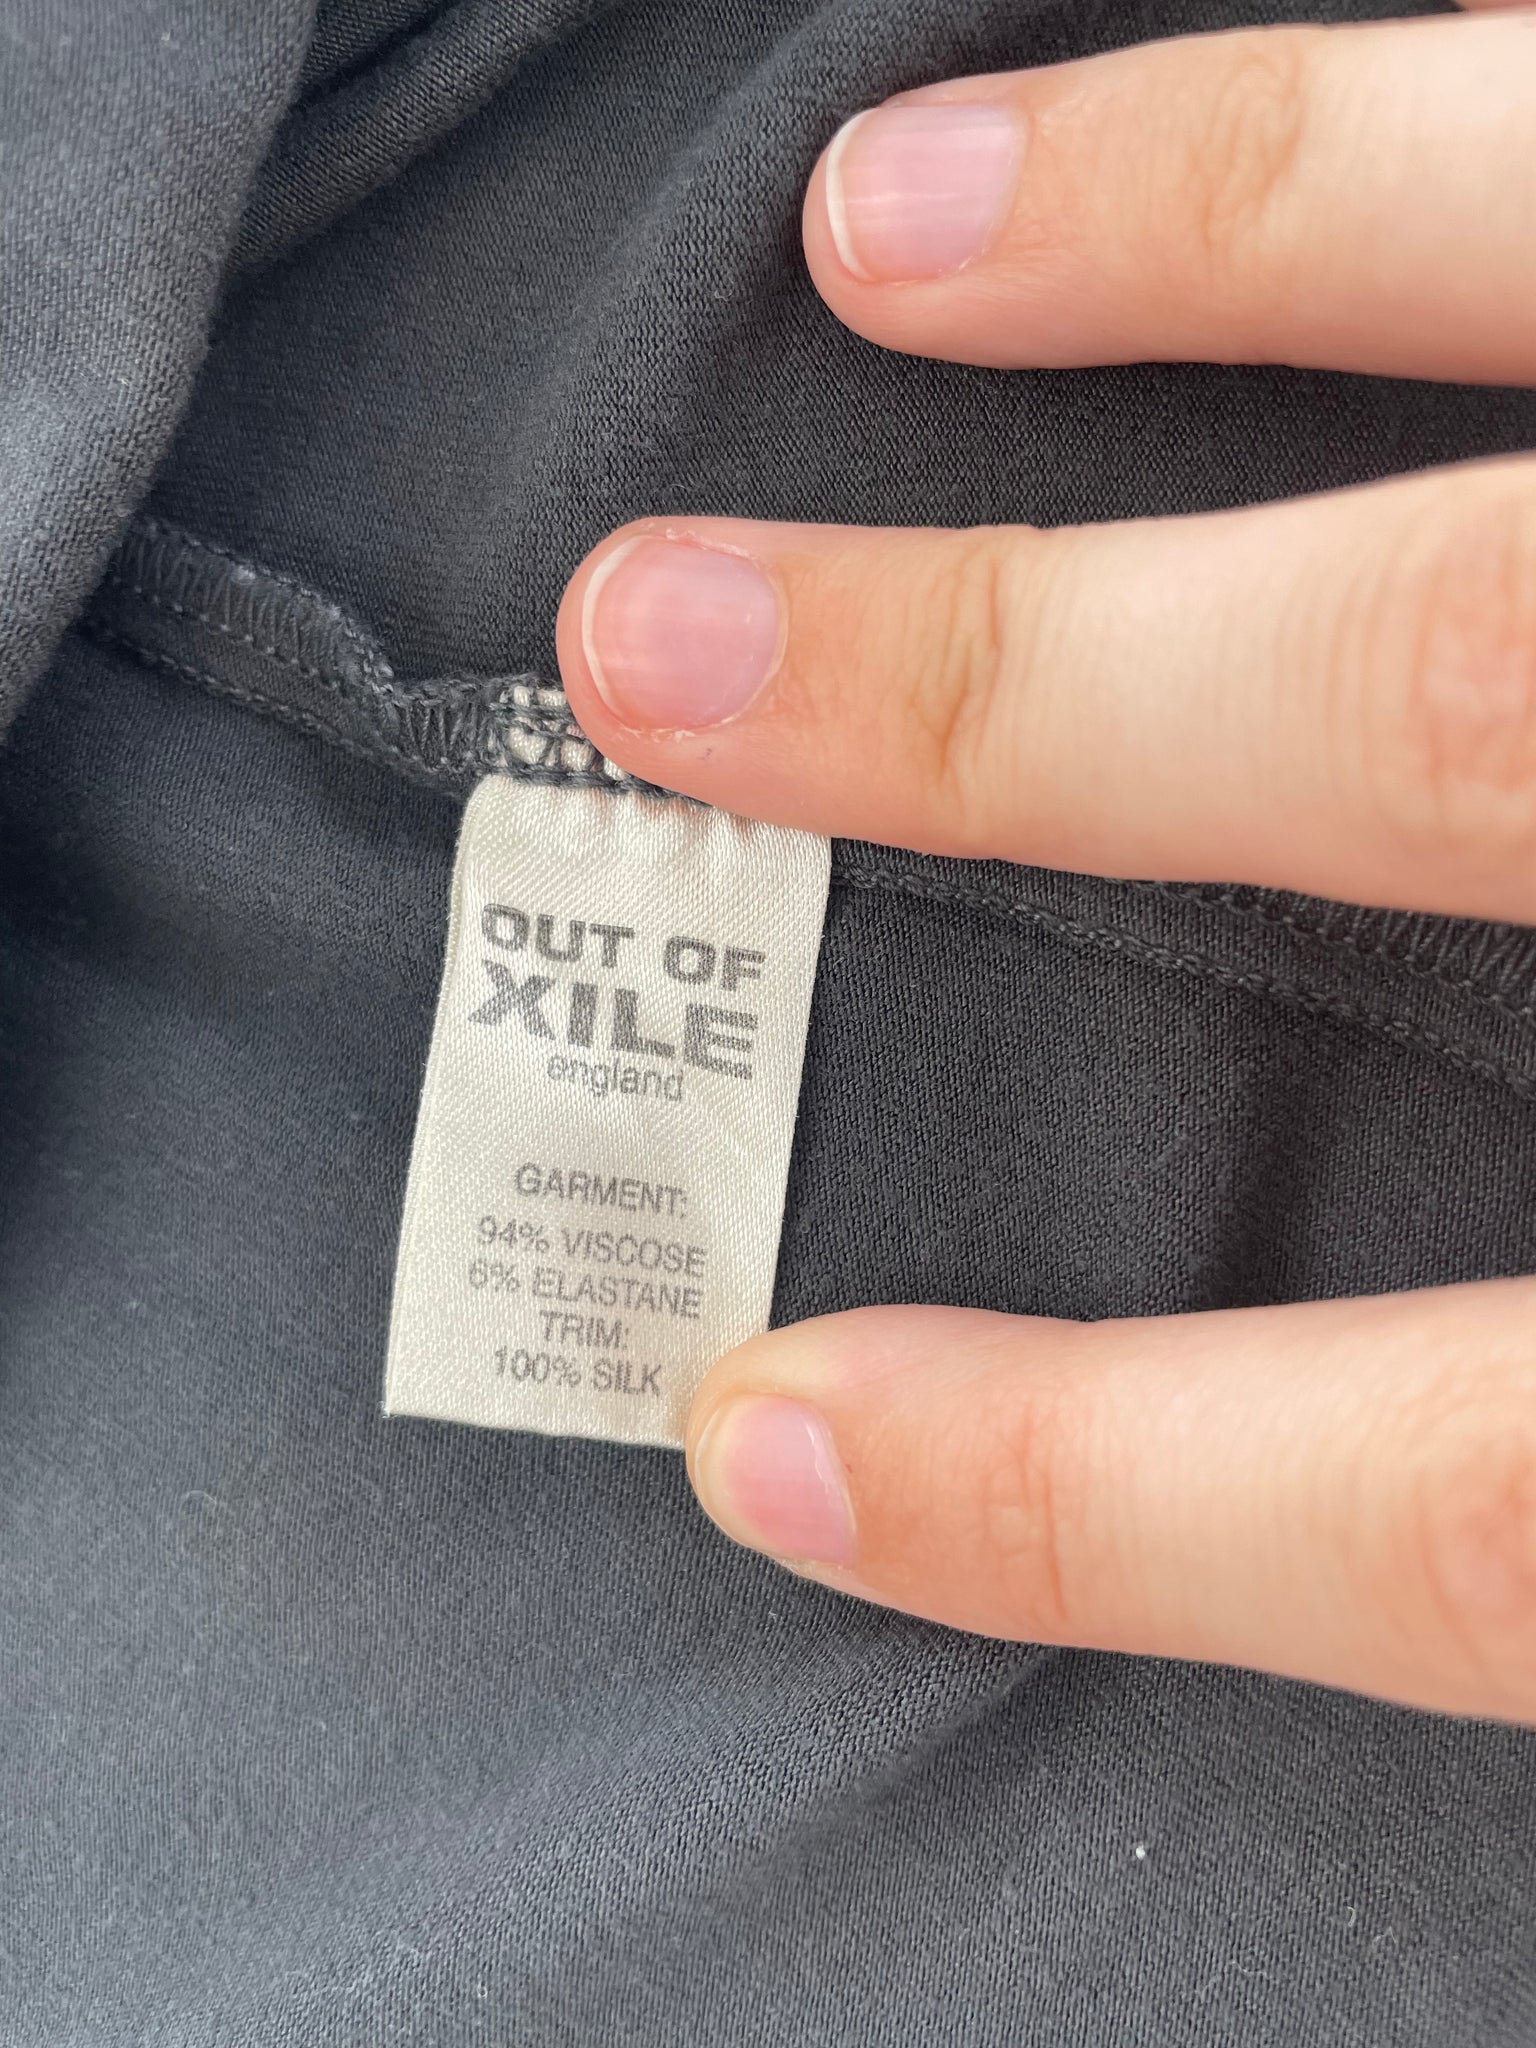 OUT OF
XILE
england
GARMENT:
94% VISCOSE
6% ELASTANE
TRIM:
100% SILK